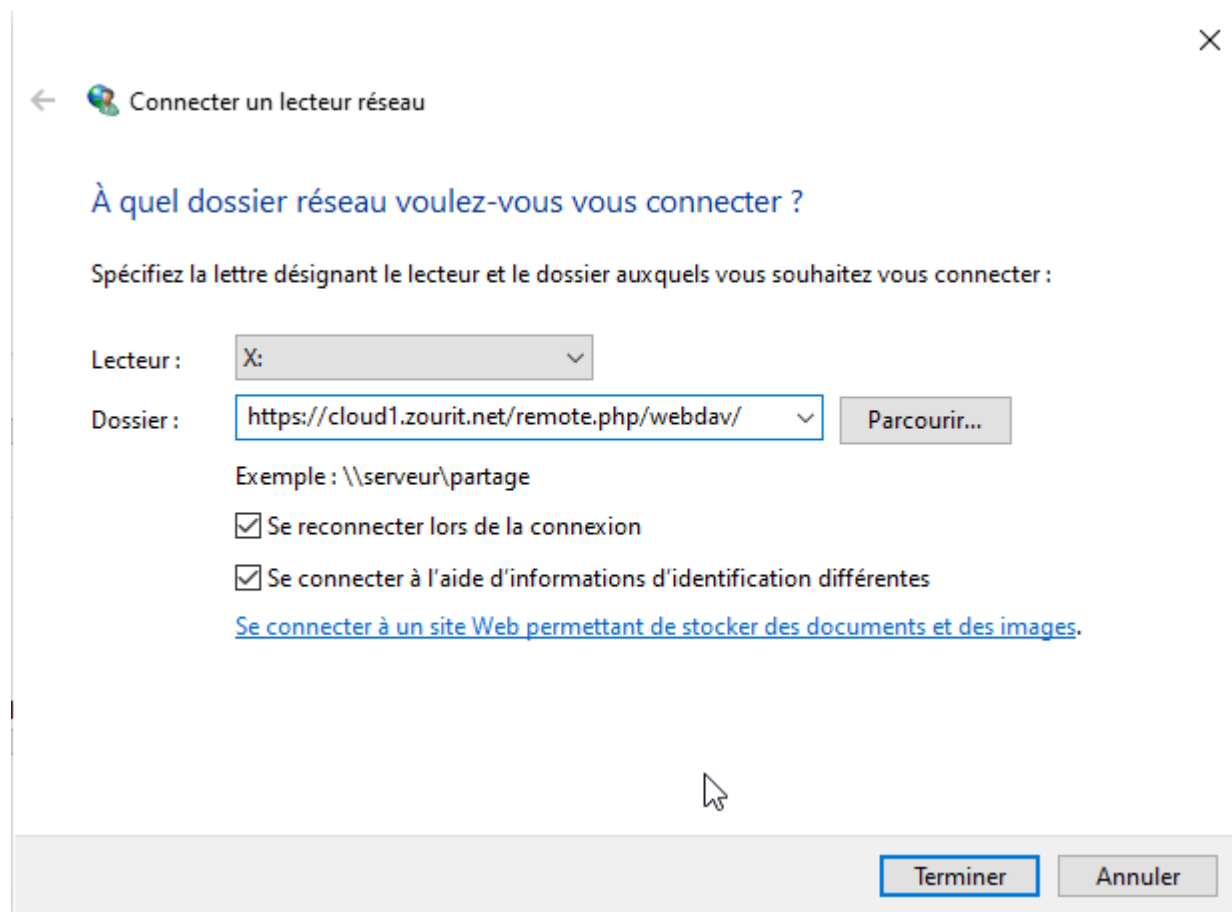 Connecter un lecteur réseau
À quel dossier réseau voulez-vous vous connecter ?
Spécifiez la lettre désignant le lecteur et le dossier auxquels vous souhaitez vous connecter :
Lecteur : X:
Dossier : https://cloud1.zourit.net/remote.php/webdav/ Parcourir...
Exemple : \\serveur\partage
Se reconnecter lors de la connexion
Se connecter à l’aide d’informations d’identification différentes
Se connecter à un site Web permettant de stocker des documents et des images.
Terminer Annuler